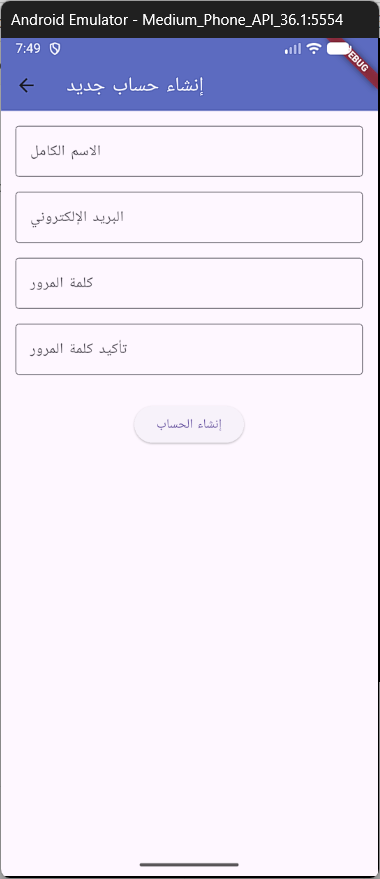 Android Emulator - Medium_Phone_API_36.1:5554
7:49
DEBUG
إنشاء حساب جديد
الاسم الكامل
البريد الإلكتروني
كلمة المرور
تأكيد كلمة المرور
إنشاء الحساب